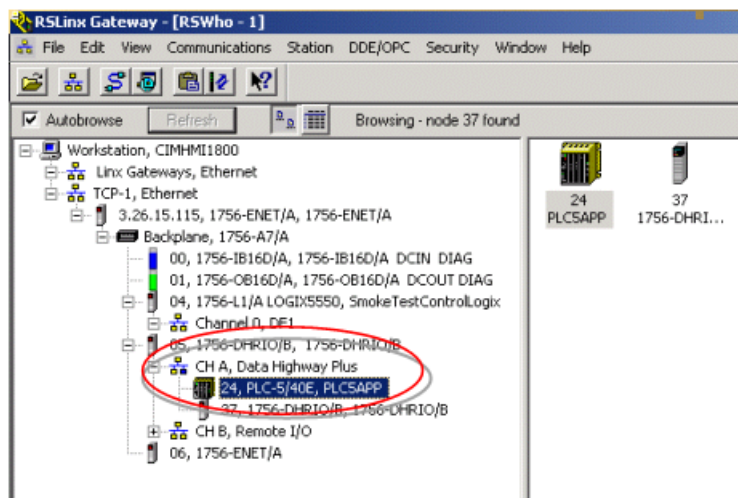 RSLinx Gateway - [RSWho - 1]
File Edit View Communications Station DDE/OPC Security Window Help
Autobrowse Refresh Browsing - node 37 found
Workstation, CIMHMI1800
Linx Gateways, Ethernet
TCP-1, Ethernet
3.26.15.115, 1756-ENET/A, 1756-ENET/A
Backplane, 1756-A7/A
00, 1756-IB16D/A, 1756-IB16D/A DCIN DIAG
01, 1756-OB16D/A, 1756-OB16D/A DCOUT DIAG
04, 1756-L1/A LOGIX5550, SmokeTestControlLogix
Channel 0, DF1
05, 1756-DHRIO/B, 1756-DHRIO/B
CH A, Data Highway Plus
24, PLC-5/40E, PLC5APP
37, 1756-DHRIO/B, 1756-DHRIO/B
CH B, Remote I/O
06, 1756-ENET/A
24
PLC5APP
37
1756-DHRI...